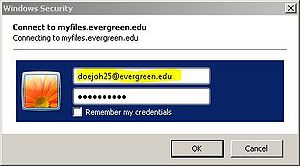 Windows Security
Connect to myfiles.evergreen.edu
Connecting to myfiles.evergreen.edu
doejoh25@evergreen.edu
••••••••••
Remember my credentials
OK
Cancel